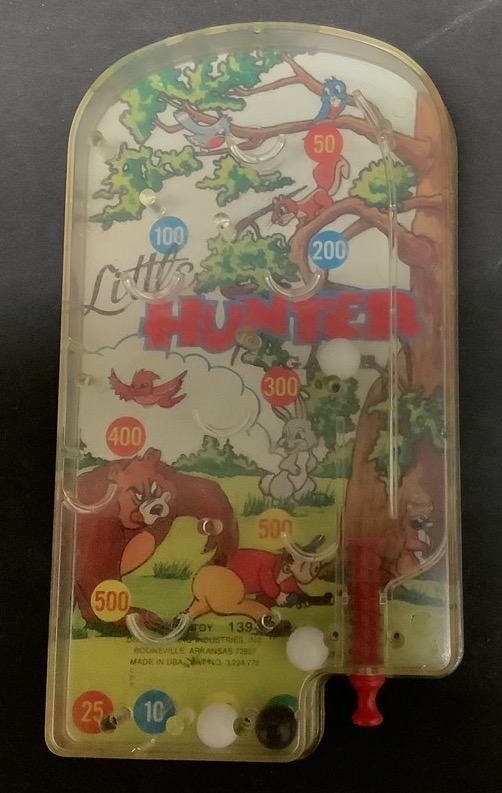 50
100
200
Little
HUNTER
300
400
500
500
TOY 139
INDUSTRIES, INC.
BOONEVILLE, ARKANSAS 72927
MADE IN USA PAT NO. 3,224,778
25
10